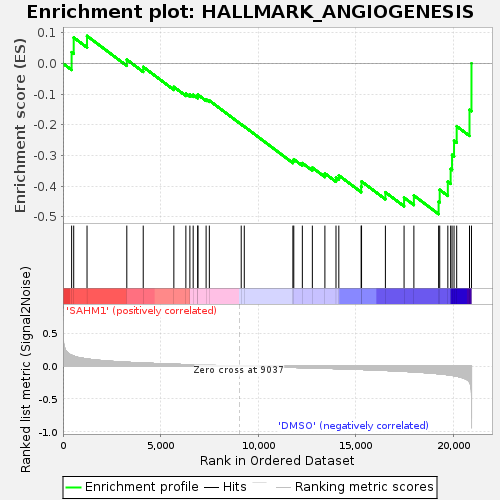 Enrichment plot: HALLMARK_ANGIOGENESIS
Enrichment score (ES)
0.1
0.0
-0.1
-0.2
-0.3
-0.4
-0.5
'SAHM1' (positively correlated)
Ranked list metric (Signal2Noise)
0.5
0.0
-0.5
-1.0
Zero cross at 9037
'DMSO' (negatively correlated)
0
5,000
10,000
15,000
20,000
Rank in Ordered Dataset
Enrichment profile
Hits
Ranking metric scores